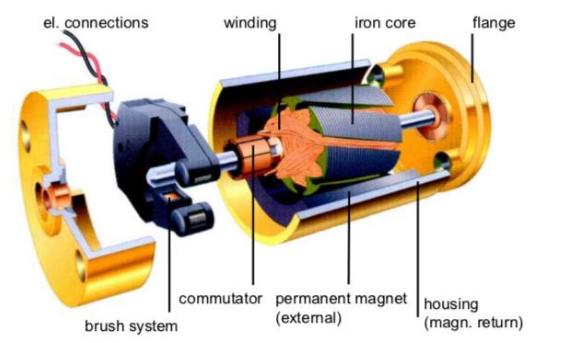 el. connections
winding
iron core
flange
commutator
permanent magnet
(external)
housing
(magn. return)
brush system